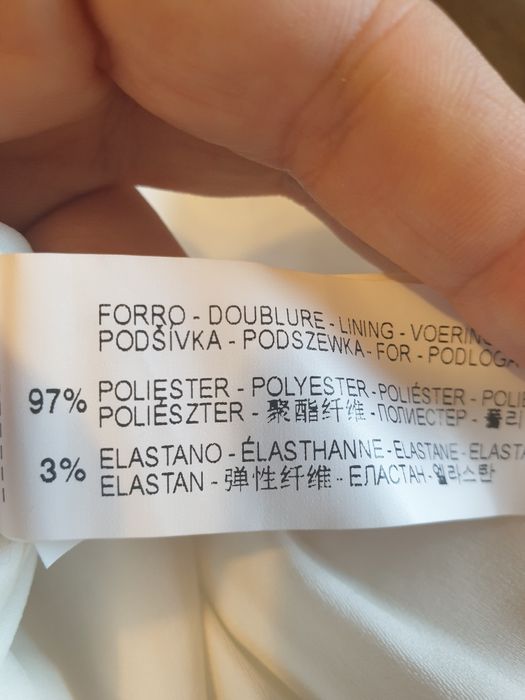 FORRO - DOUBLURE - LINING - VOERING
PODŠÍVKA - PODSZEWKA - FOR - PODLOGA
97% POLIESTER - POLYESTER - POLIÉSTER -
POLIÉSZTER - 聚酯纤维 - ПОЛИЕСТЕР -
3% ELASTANO - ÉLASTHANNE - ELASTANE -
ELASTAN - 弹性纤维 - ЕЛАСТАН - 엘라스탄